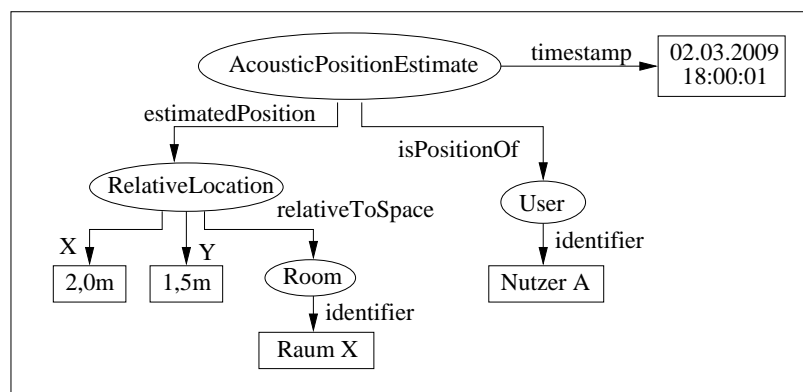 AcousticPositionEstimate
timestamp
02.03.2009
18:00:01
estimatedPosition
isPositionOf
RelativeLocation
relativeToSpace
User
identifier
X
Y
2,0m
1,5m
Room
Nutzer A
identifier
Raum X